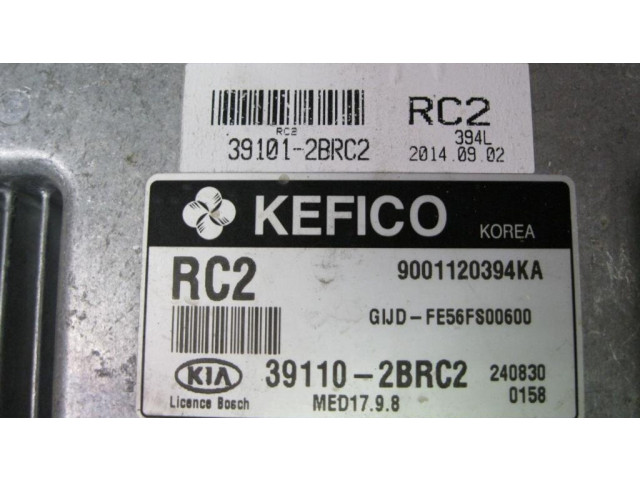 RC2
RC2
394L
39101-2BRC2
2014.09.02
KEFICO
KOREA
RC2
9001120394KA
GIJD-FE56FS00600
KIA
39110-2BRC2
240830
Licence Bosch
MED17.9.8
0158